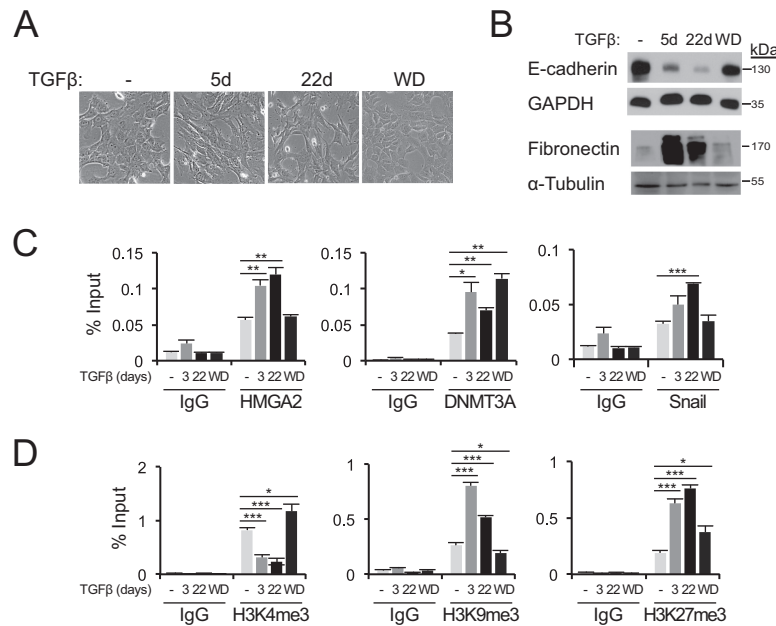 A
TGFβ: - 5d 22d WD
B
TGFβ: - 5d 22d WD kDa
E-cadherin -130
GAPDH -35
Fibronectin -170
α-Tubulin -55
C
% Input
0.15
0.1
0.05
0
** **
TGFβ (days) - 3 22 WD - 3 22 WD
IgG HMGA2
0.15
0.1
0.05
0
** ** *
- 3 22 WD - 3 22 WD
IgG DNMT3A
0.1
0.05
0
***
- 3 22 WD - 3 22 WD
IgG Snail
D
% Input
2
1
0
* *** ***
TGFβ (days) - 3 22 WD - 3 22 WD
IgG H3K4me3
1
0.5
0
* *** ***
- 3 22 WD - 3 22 WD
IgG H3K9me3
1
0.5
0
* *** ***
- 3 22 WD - 3 22 WD
IgG H3K27me3